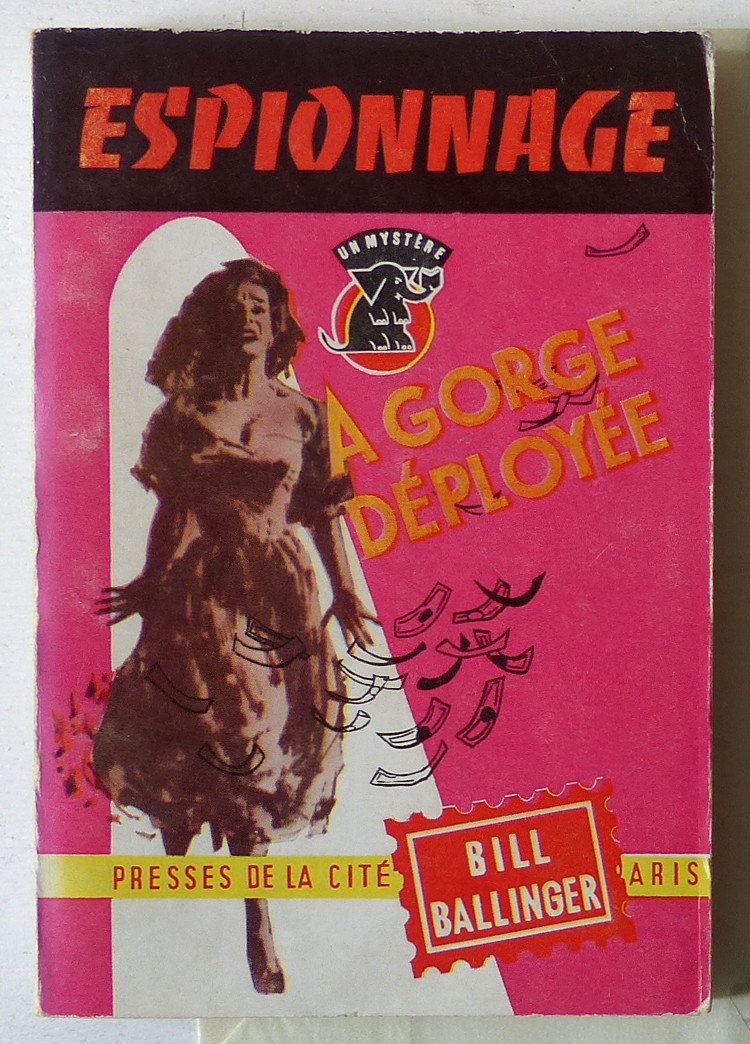 ESPIONNAGE
UN MYSTÈRE
A GORGE
DÉPLOYÉE
PRESSES DE LA CITÉ
BILL
BALLINGER
ARIS